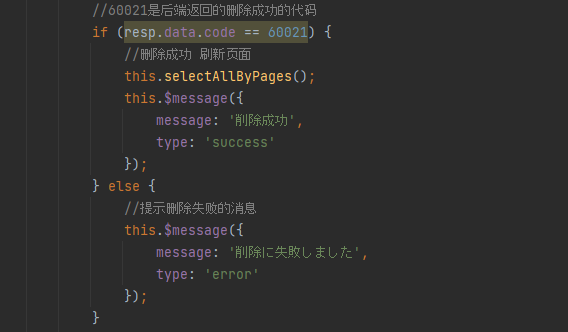 //60021是后端返回的删除成功的代码
if (resp.data.code == 60021) {
//删除成功 刷新页面
this.selectAllByPages();
this.$message({
message: '削除成功',
type: 'success'
});
} else {
//提示删除失败的消息
this.$message({
message: '削除に失敗しました',
type: 'error'
});
}